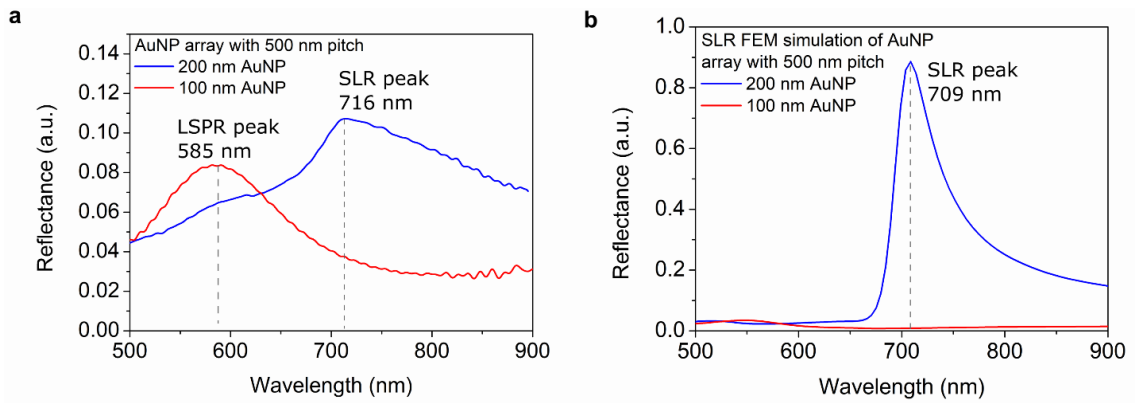 a
AuNP array with 500 nm pitch
200 nm AuNP
100 nm AuNP
LSPR peak
585 nm
SLR peak
716 nm
0.14
0.12
0.10
0.08
0.06
0.04
0.02
0.00
Reflectance (a.u.)
500 600 700 800 900
Wavelength (nm)
b
SLR FEM simulation of AuNP
array with 500 nm pitch
200 nm AuNP
100 nm AuNP
SLR peak
709 nm
1.0
0.8
0.6
0.4
0.2
0.0
Reflectance (a.u.)
500 600 700 800 900
Wavelength (nm)